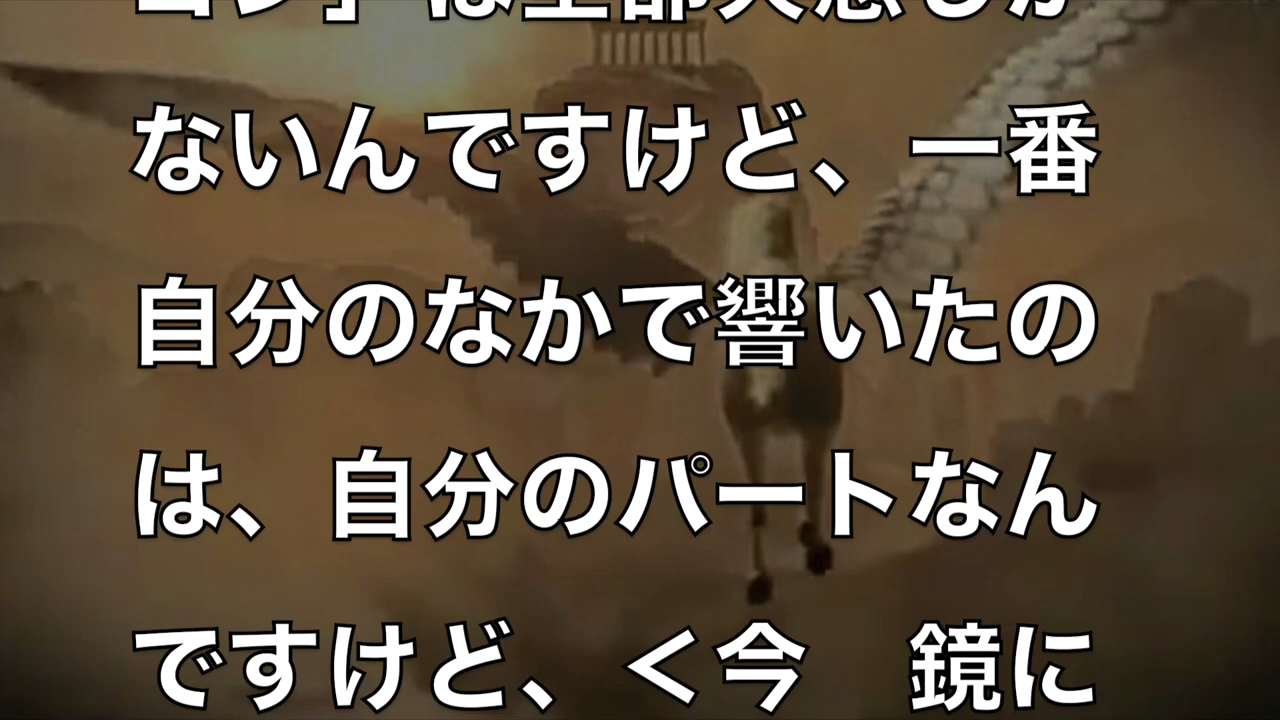 ないんですけど、一番
自分のなかで響いたの
は、自分のパートなん
ですけど、＜今　鏡に